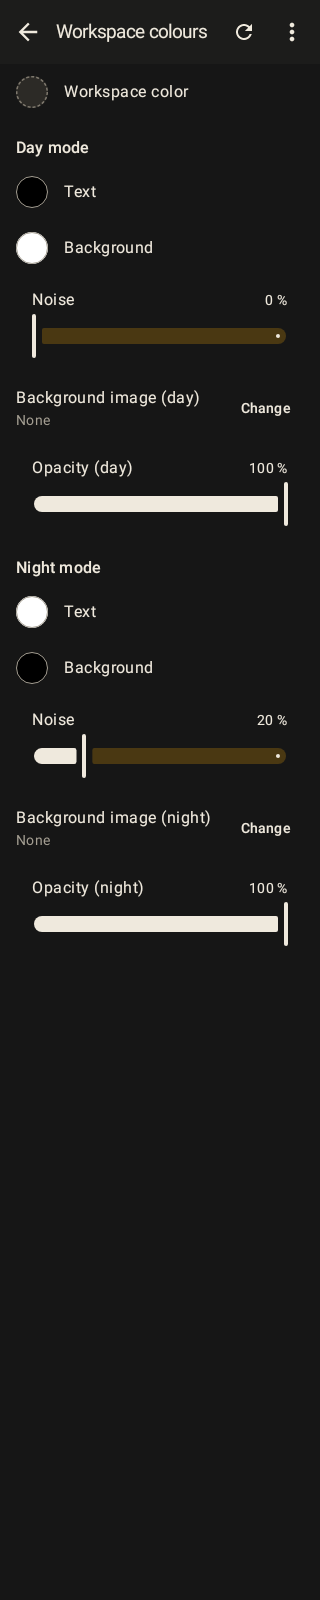 Workspace colours
Workspace color
Day mode
Text
Background
Noise 0 %
Background image (day)
None
Change
Opacity (day) 100 %
Night mode
Text
Background
Noise 20 %
Background image (night)
None
Change
Opacity (night) 100 %